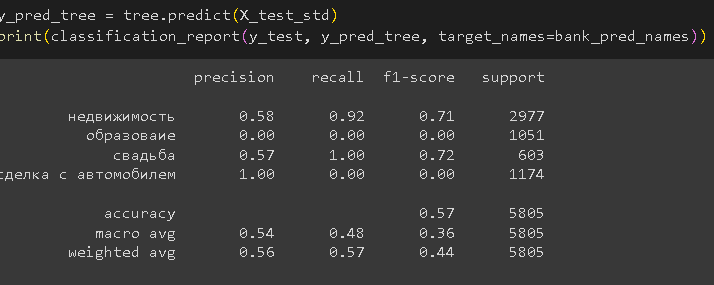 y_pred_tree = tree.predict(X_test_std)
print(classification_report(y_test, y_pred_tree, target_names=bank_pred_names))
precision recall f1-score support
недвижимость 0.58 0.92 0.71 2977
образоваие 0.00 0.00 0.00 1051
свадьба 0.57 1.00 0.72 603
сделка с автомобилем 1.00 0.00 0.00 1174
accuracy 0.57 5805
macro avg 0.54 0.48 0.36 5805
weighted avg 0.56 0.57 0.44 5805